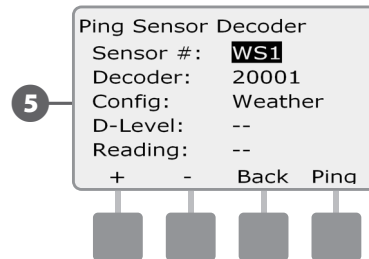 Ping Sensor Decoder
Sensor #: WS1
Decoder: 20001
5
Config: Weather
D-Level: --
Reading: --
+ - Back Ping